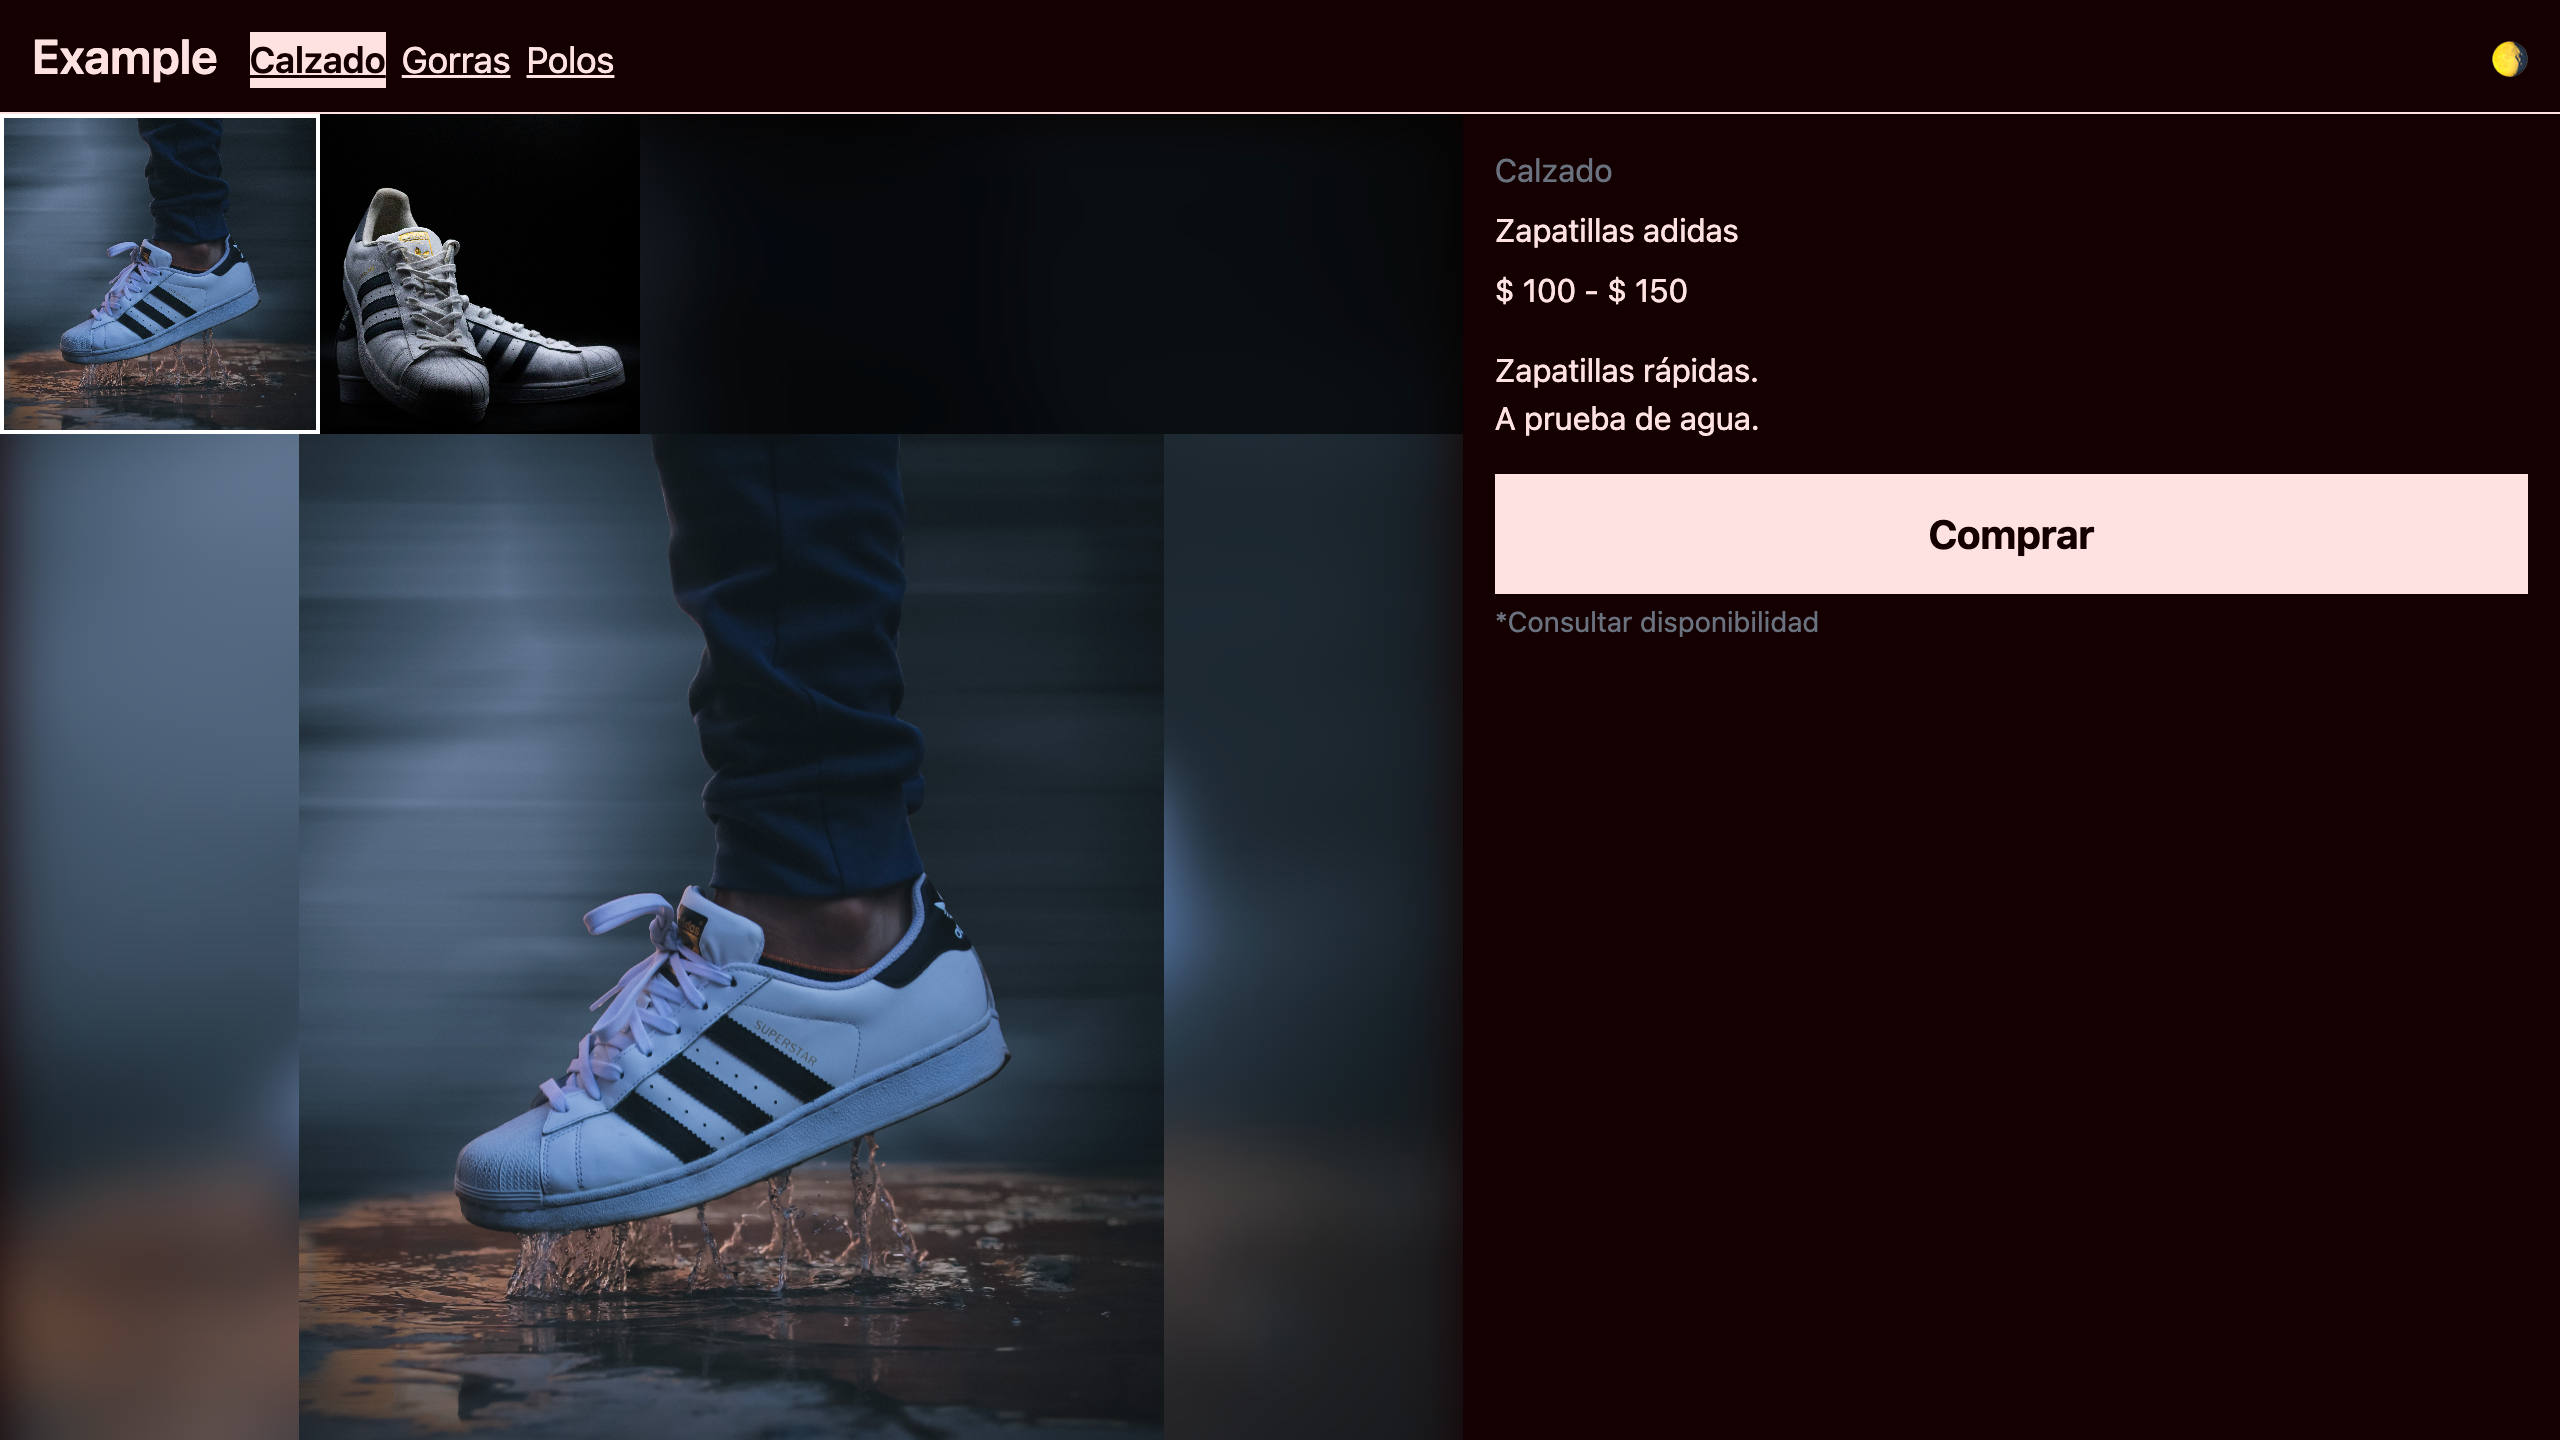 Example Calzado Gorras Polos
Calzado
Zapatillas adidas
$ 100 - $ 150
Zapatillas rápidas.
A prueba de agua.
Comprar
*Consultar disponibilidad
SUPERSTAR